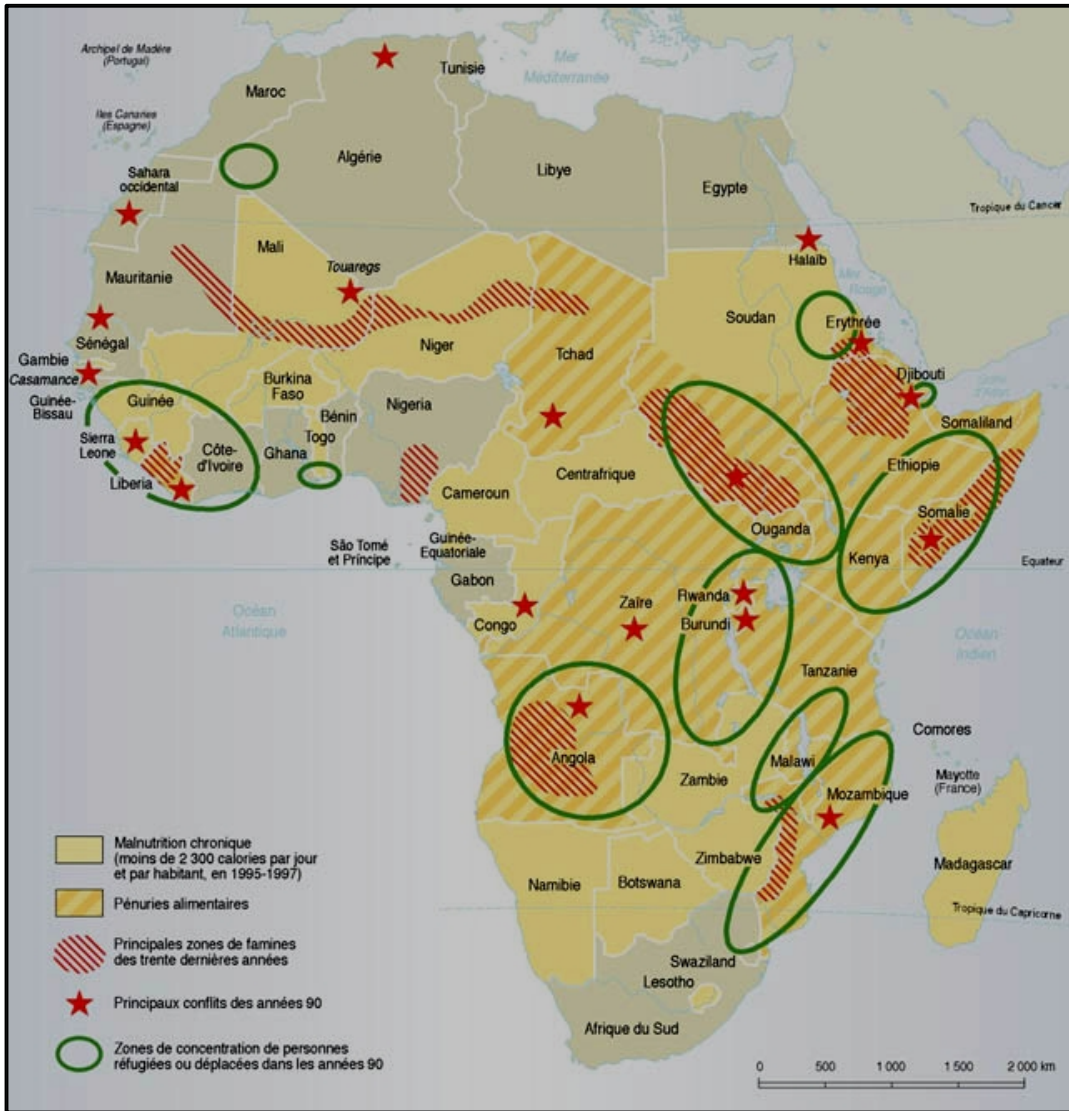 Archipel de Madère
(Portugal)
Mer
Méditerranée
Tunisie
Maroc
Iles Canaries
(Espagne)
Algérie
Libye
Egypte
Sahara
occidental
Tropique du Cancer
Mali
Halaïb
Touaregs
Mauritanie
Mer
Rouge
Soudan
Erythrée
Sénégal
Niger
Tchad
Gambie
Casamance
Djibouti
Burkina
Faso
Guinée-
Bissau
Guinée
Bénin
Nigeria
Somaliland
Togo
Sierra
Leone
Côte-
d'Ivoire
Ghana
Ethiopie
Liberia
Centrafrique
Cameroun
Somalie
Ouganda
Guinée-
Equatoriale
São Tomé
et Príncipe
Kenya
Equateur
Gabon
Rwanda
Zaïre
Océan
Atlantique
Congo
Burundi
Océan
Indien
Tanzanie
Comores
Angola
Malawi
Zambie
Mayotte
(France)
Mozambique
Zimbabwe
Madagascar
Namibie
Botswana
Tropique du Capricorne
Swaziland
Lesotho
Afrique du Sud
Malnutrition chronique
(moins de 2 300 calories par jour
et par habitant, en 1995-1997)
Pénuries alimentaires
Principales zones de famines
des trente dernières années
Principaux conflits des années 90
Zones de concentration de personnes
réfugiées ou déplacées dans les années 90
0 500 1 000 1 500 2 000 km